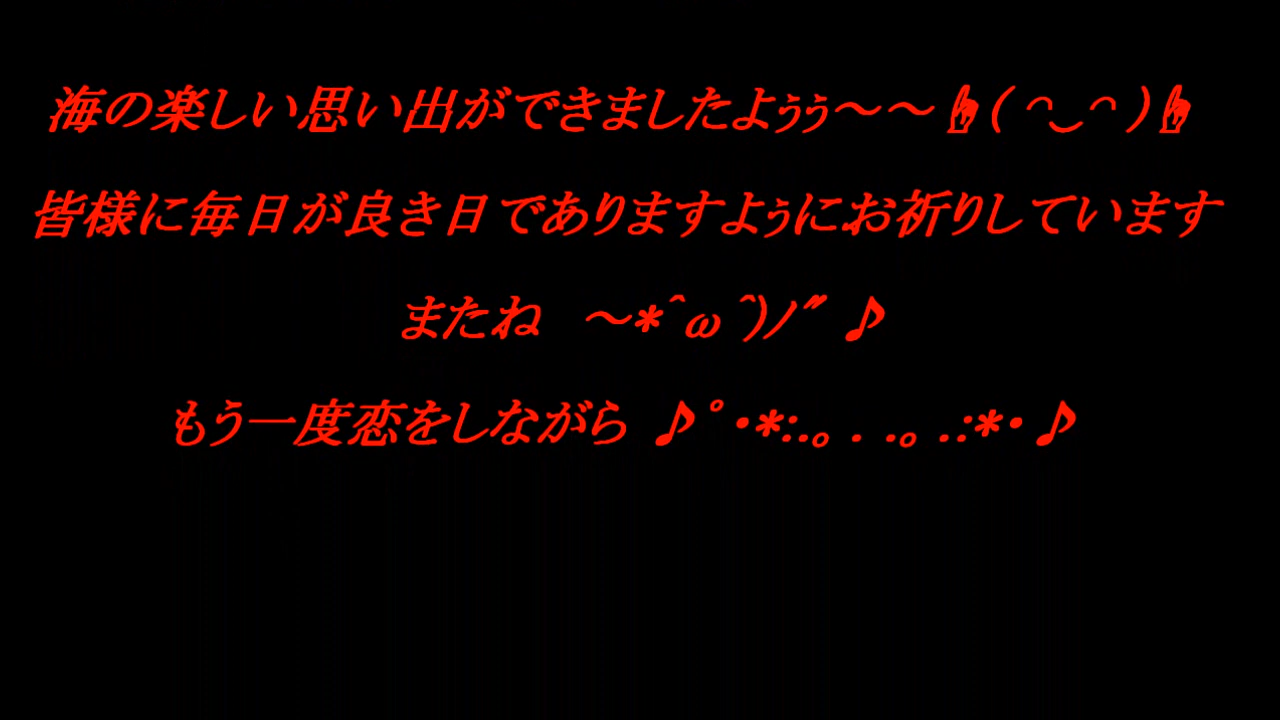 海の楽しい思い出ができましたよぅぅ～～☝( ◠‿◠ )☝
皆様に毎日が良き日でありますよぅにお祈りしています
またね　～*＾ω＾)ノ〃♪
もう一度恋をしながら ♪゜・*:.。. .。.:*・♪